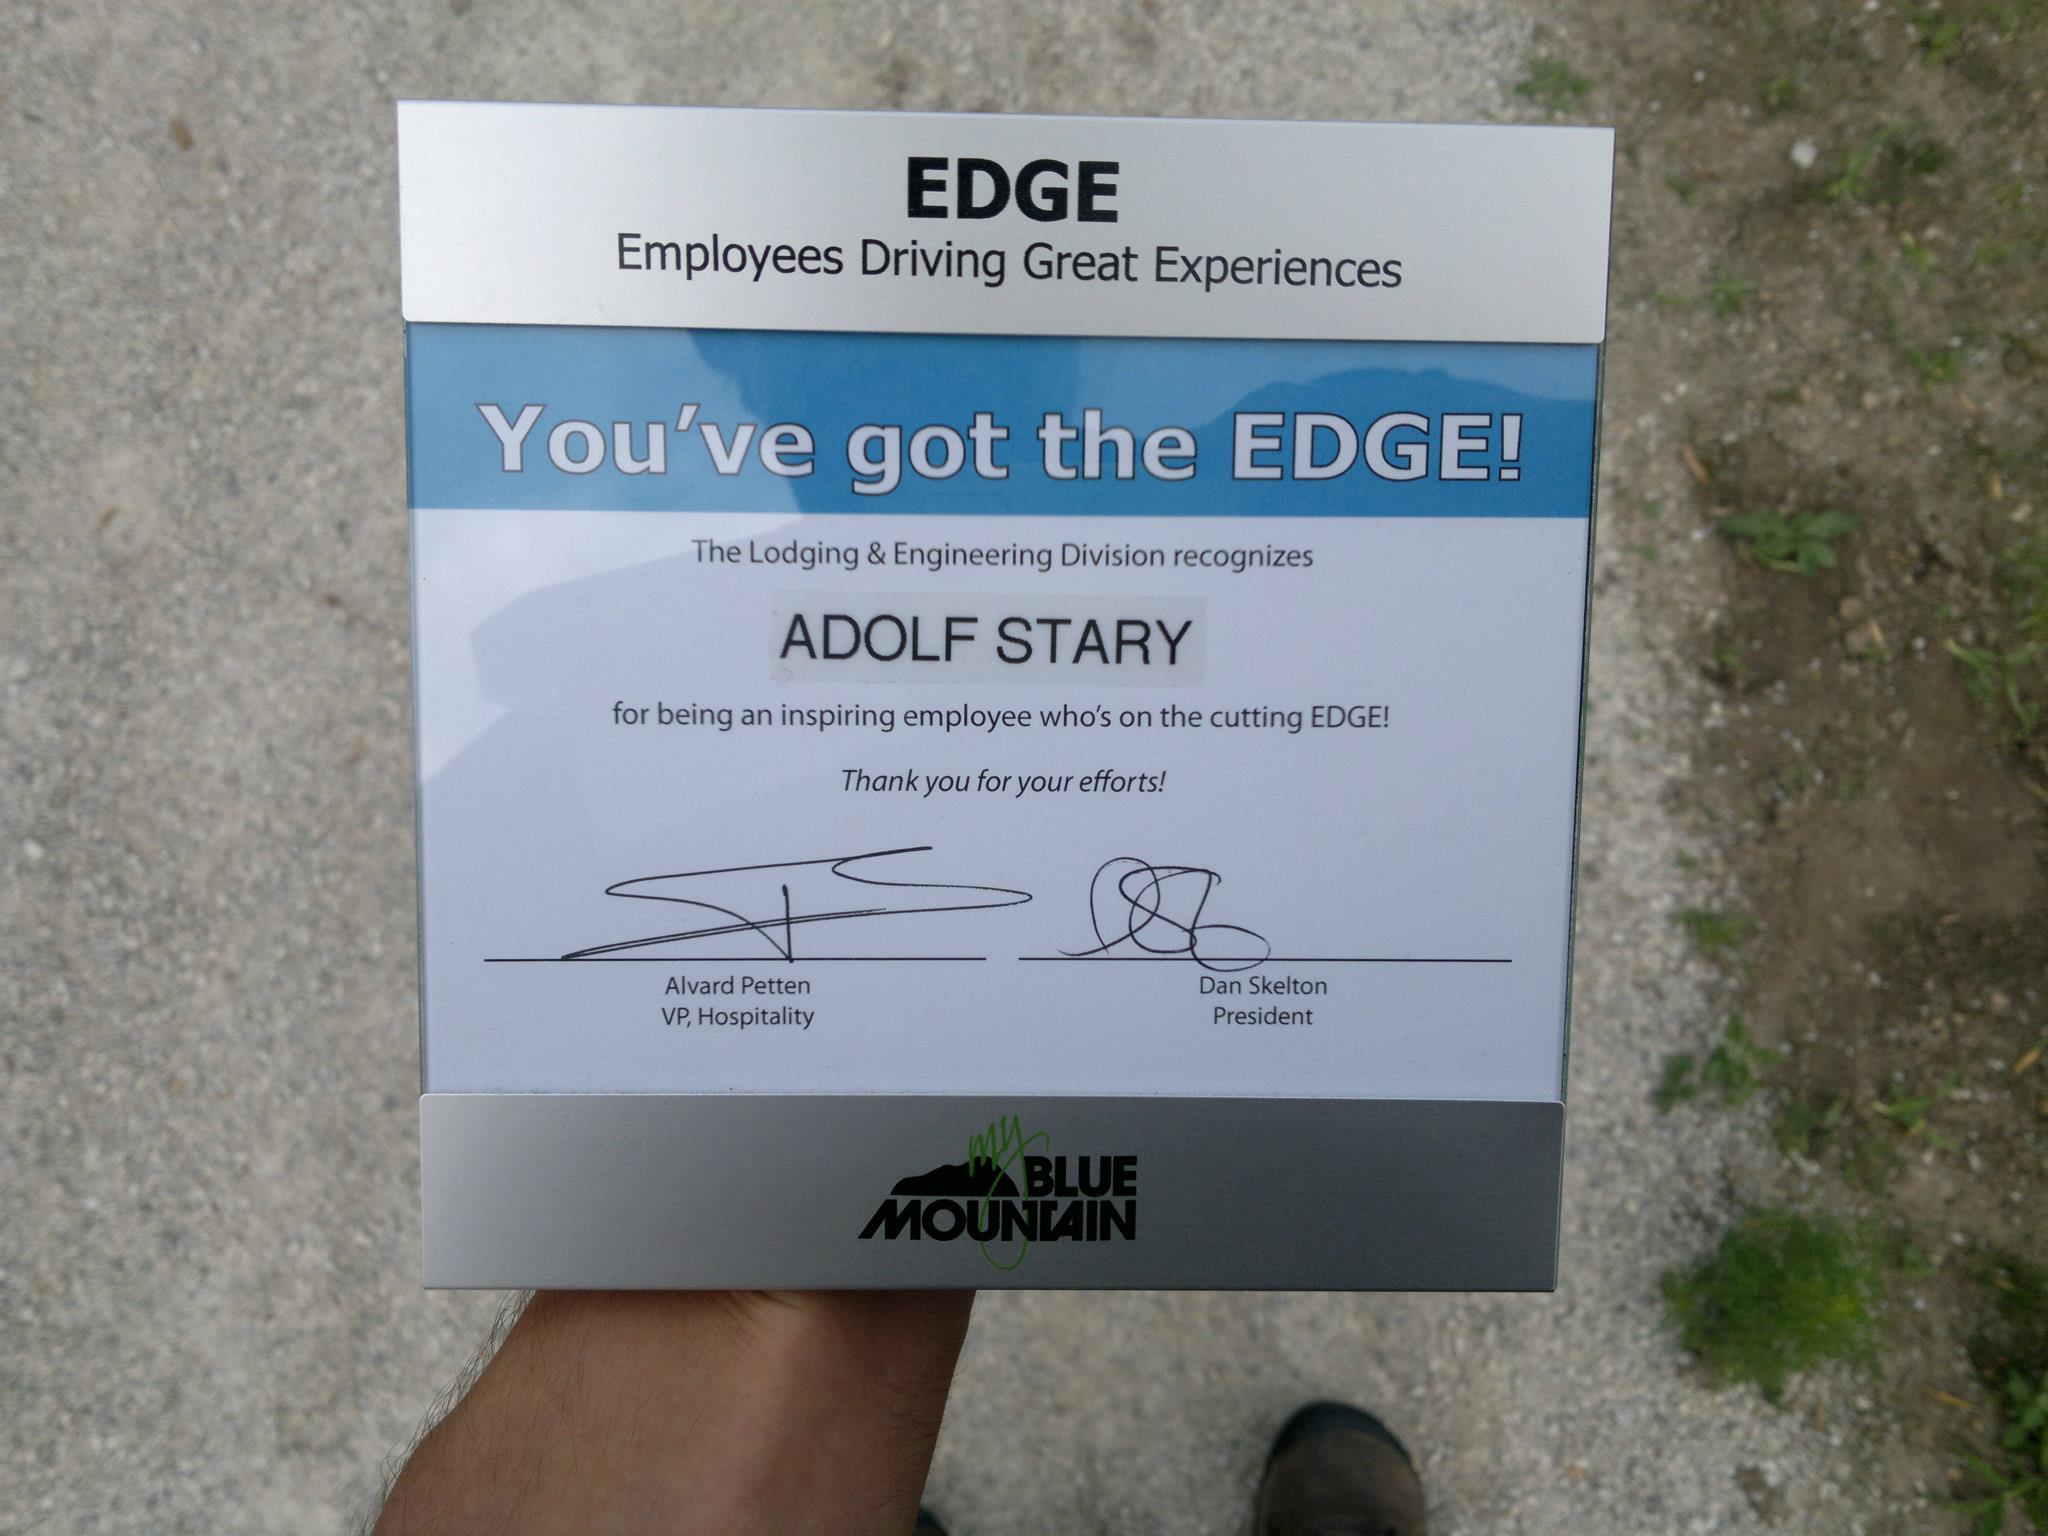 EDGE
Employees Driving Great Experiences
You've got the EDGE!
The Lodging & Engineering Division recognizes
ADOLF STARY
for being an inspiring employee who's on the cutting EDGE!
Thank you for your efforts!
Alvard Petten
VP, Hospitality
Dan Skelton
President
my
BLUE
MOUNTAIN